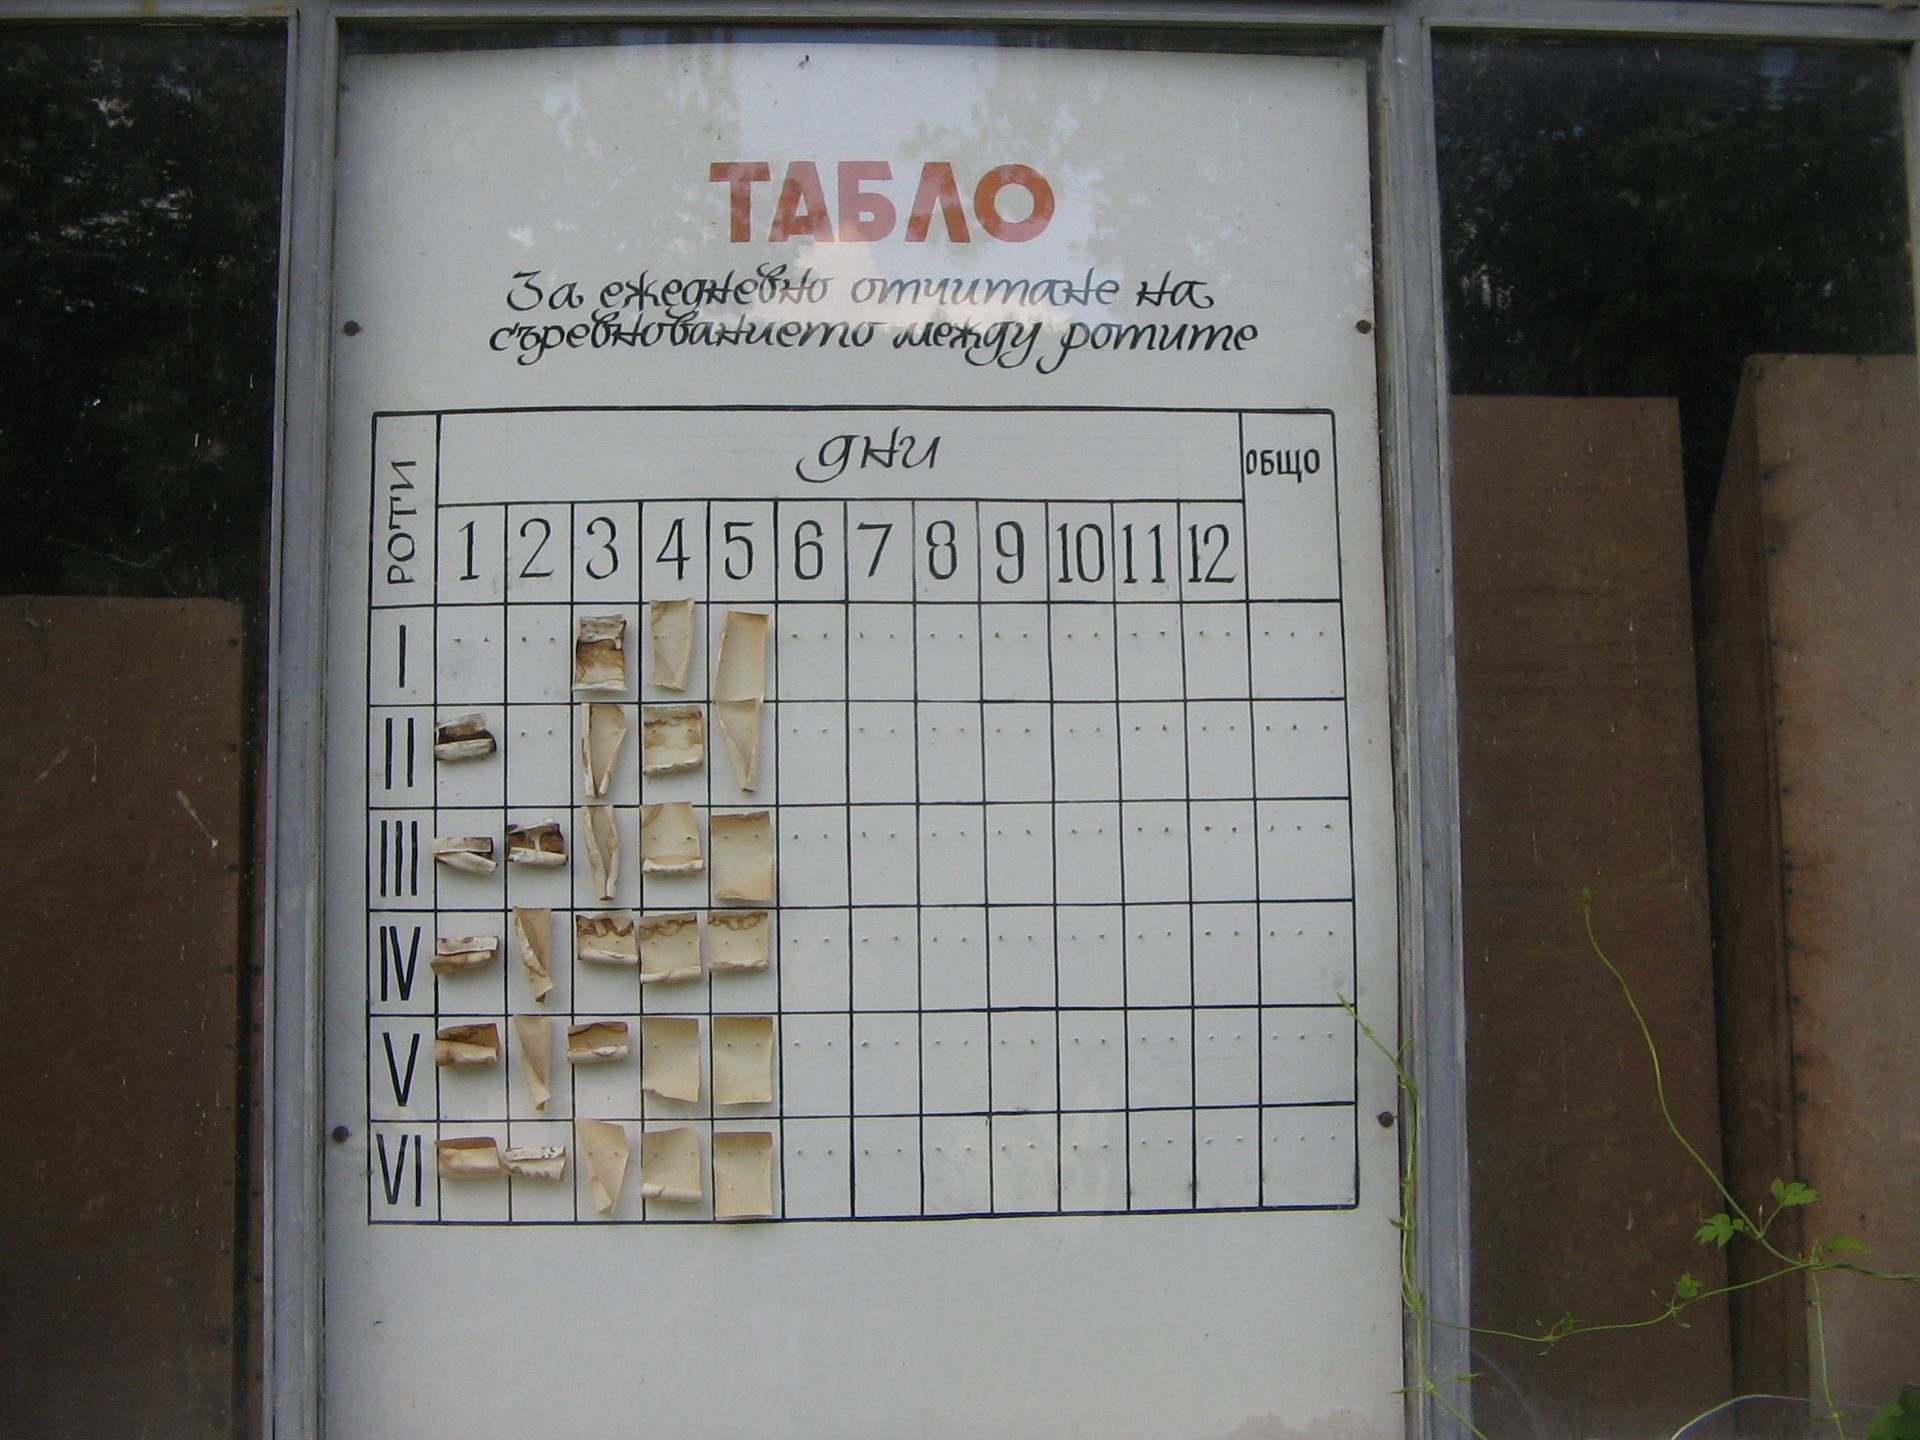 ТАБЛО
За ежедневно отчитане на
съревнованието между ротите
РОТИ
дни
ОБЩО
1 2 3 4 5 6 7 8 9 10 11 12
I
II
III
IV
V
VI